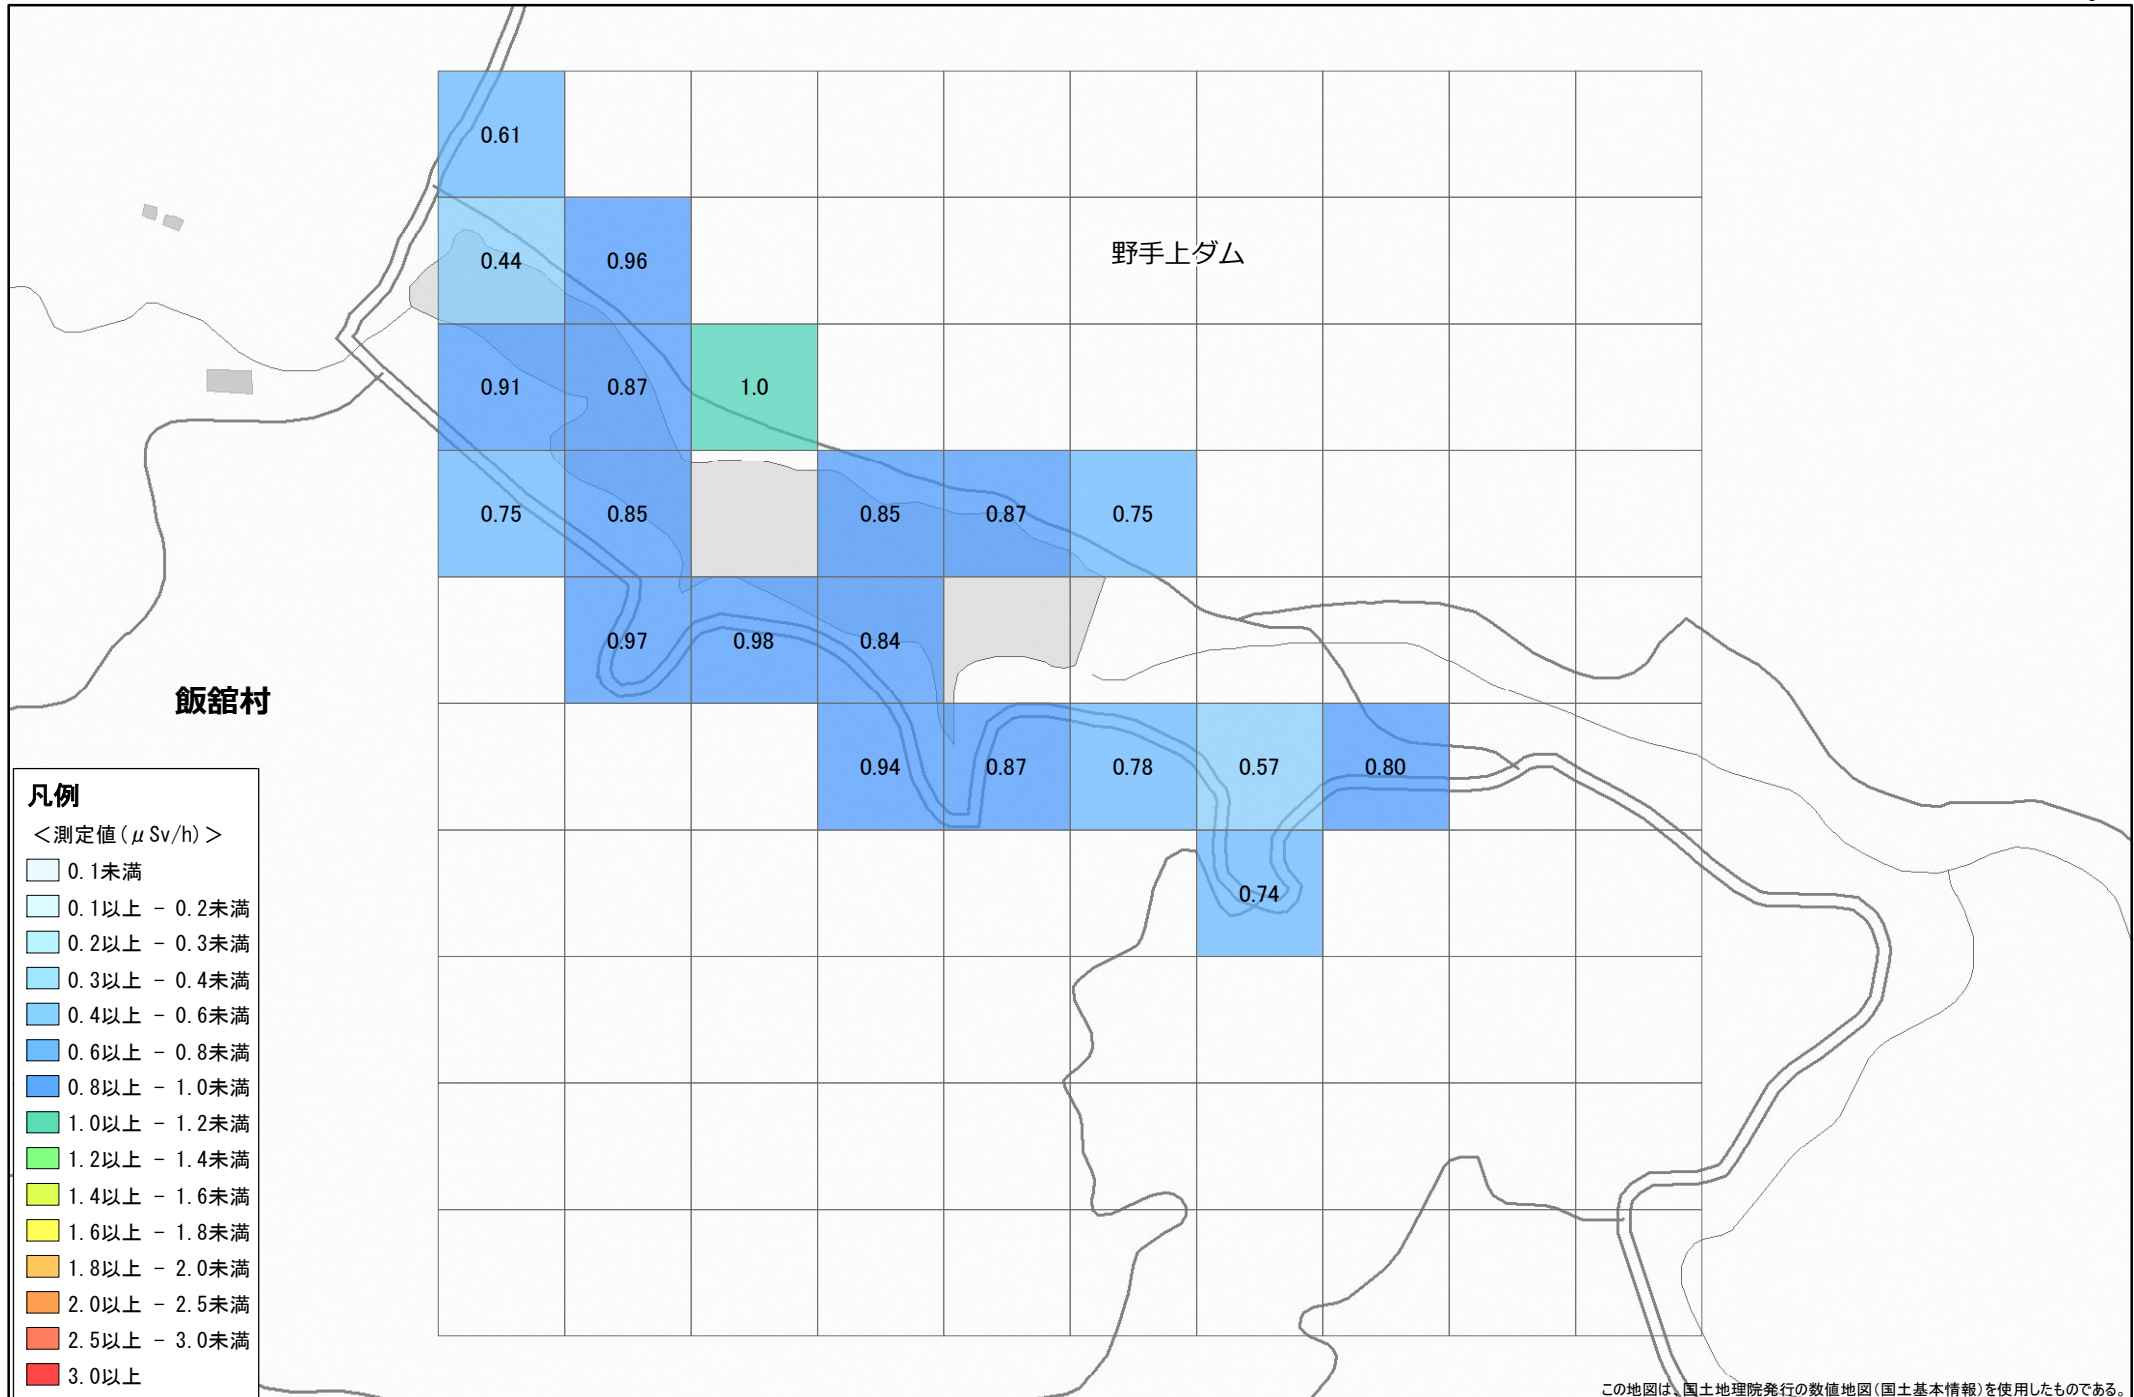 0.61
野手上ダム
0.44 0.96
0.91 0.87 1.0
0.75 0.85 0.85 0.87 0.75
0.97 0.98 0.84
飯舘村
0.94 0.87 0.78 0.57 0.80
0.74
凡例
＜測定値(μSv/h)＞
0.1未満
0.1以上 - 0.2未満
0.2以上 - 0.3未満
0.3以上 - 0.4未満
0.4以上 - 0.6未満
0.6以上 - 0.8未満
0.8以上 - 1.0未満
1.0以上 - 1.2未満
1.2以上 - 1.4未満
1.4以上 - 1.6未満
1.6以上 - 1.8未満
1.8以上 - 2.0未満
2.0以上 - 2.5未満
2.5以上 - 3.0未満
3.0以上
この地図は、国土地理院発行の数値地図(国土基本情報)を使用したものである。